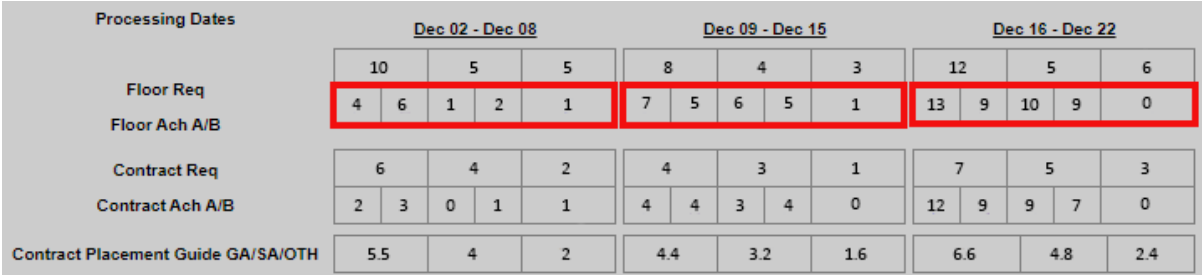 Processing Dates Dec 02 - Dec 08 Dec 09 - Dec 15 Dec 16 - Dec 22
10 5 5 8 4 3 12 5 6
Floor Req
4 6 1 2 1 7 5 6 5 1 13 9 10 9 0
Floor Ach A/B
Contract Req 6 4 2 4 3 1 7 5 3
Contract Ach A/B 2 3 0 1 1 4 4 3 4 0 12 9 9 7 0
Contract Placement Guide GA/SA/OTH 5.5 4 2 4.4 3.2 1.6 6.6 4.8 2.4